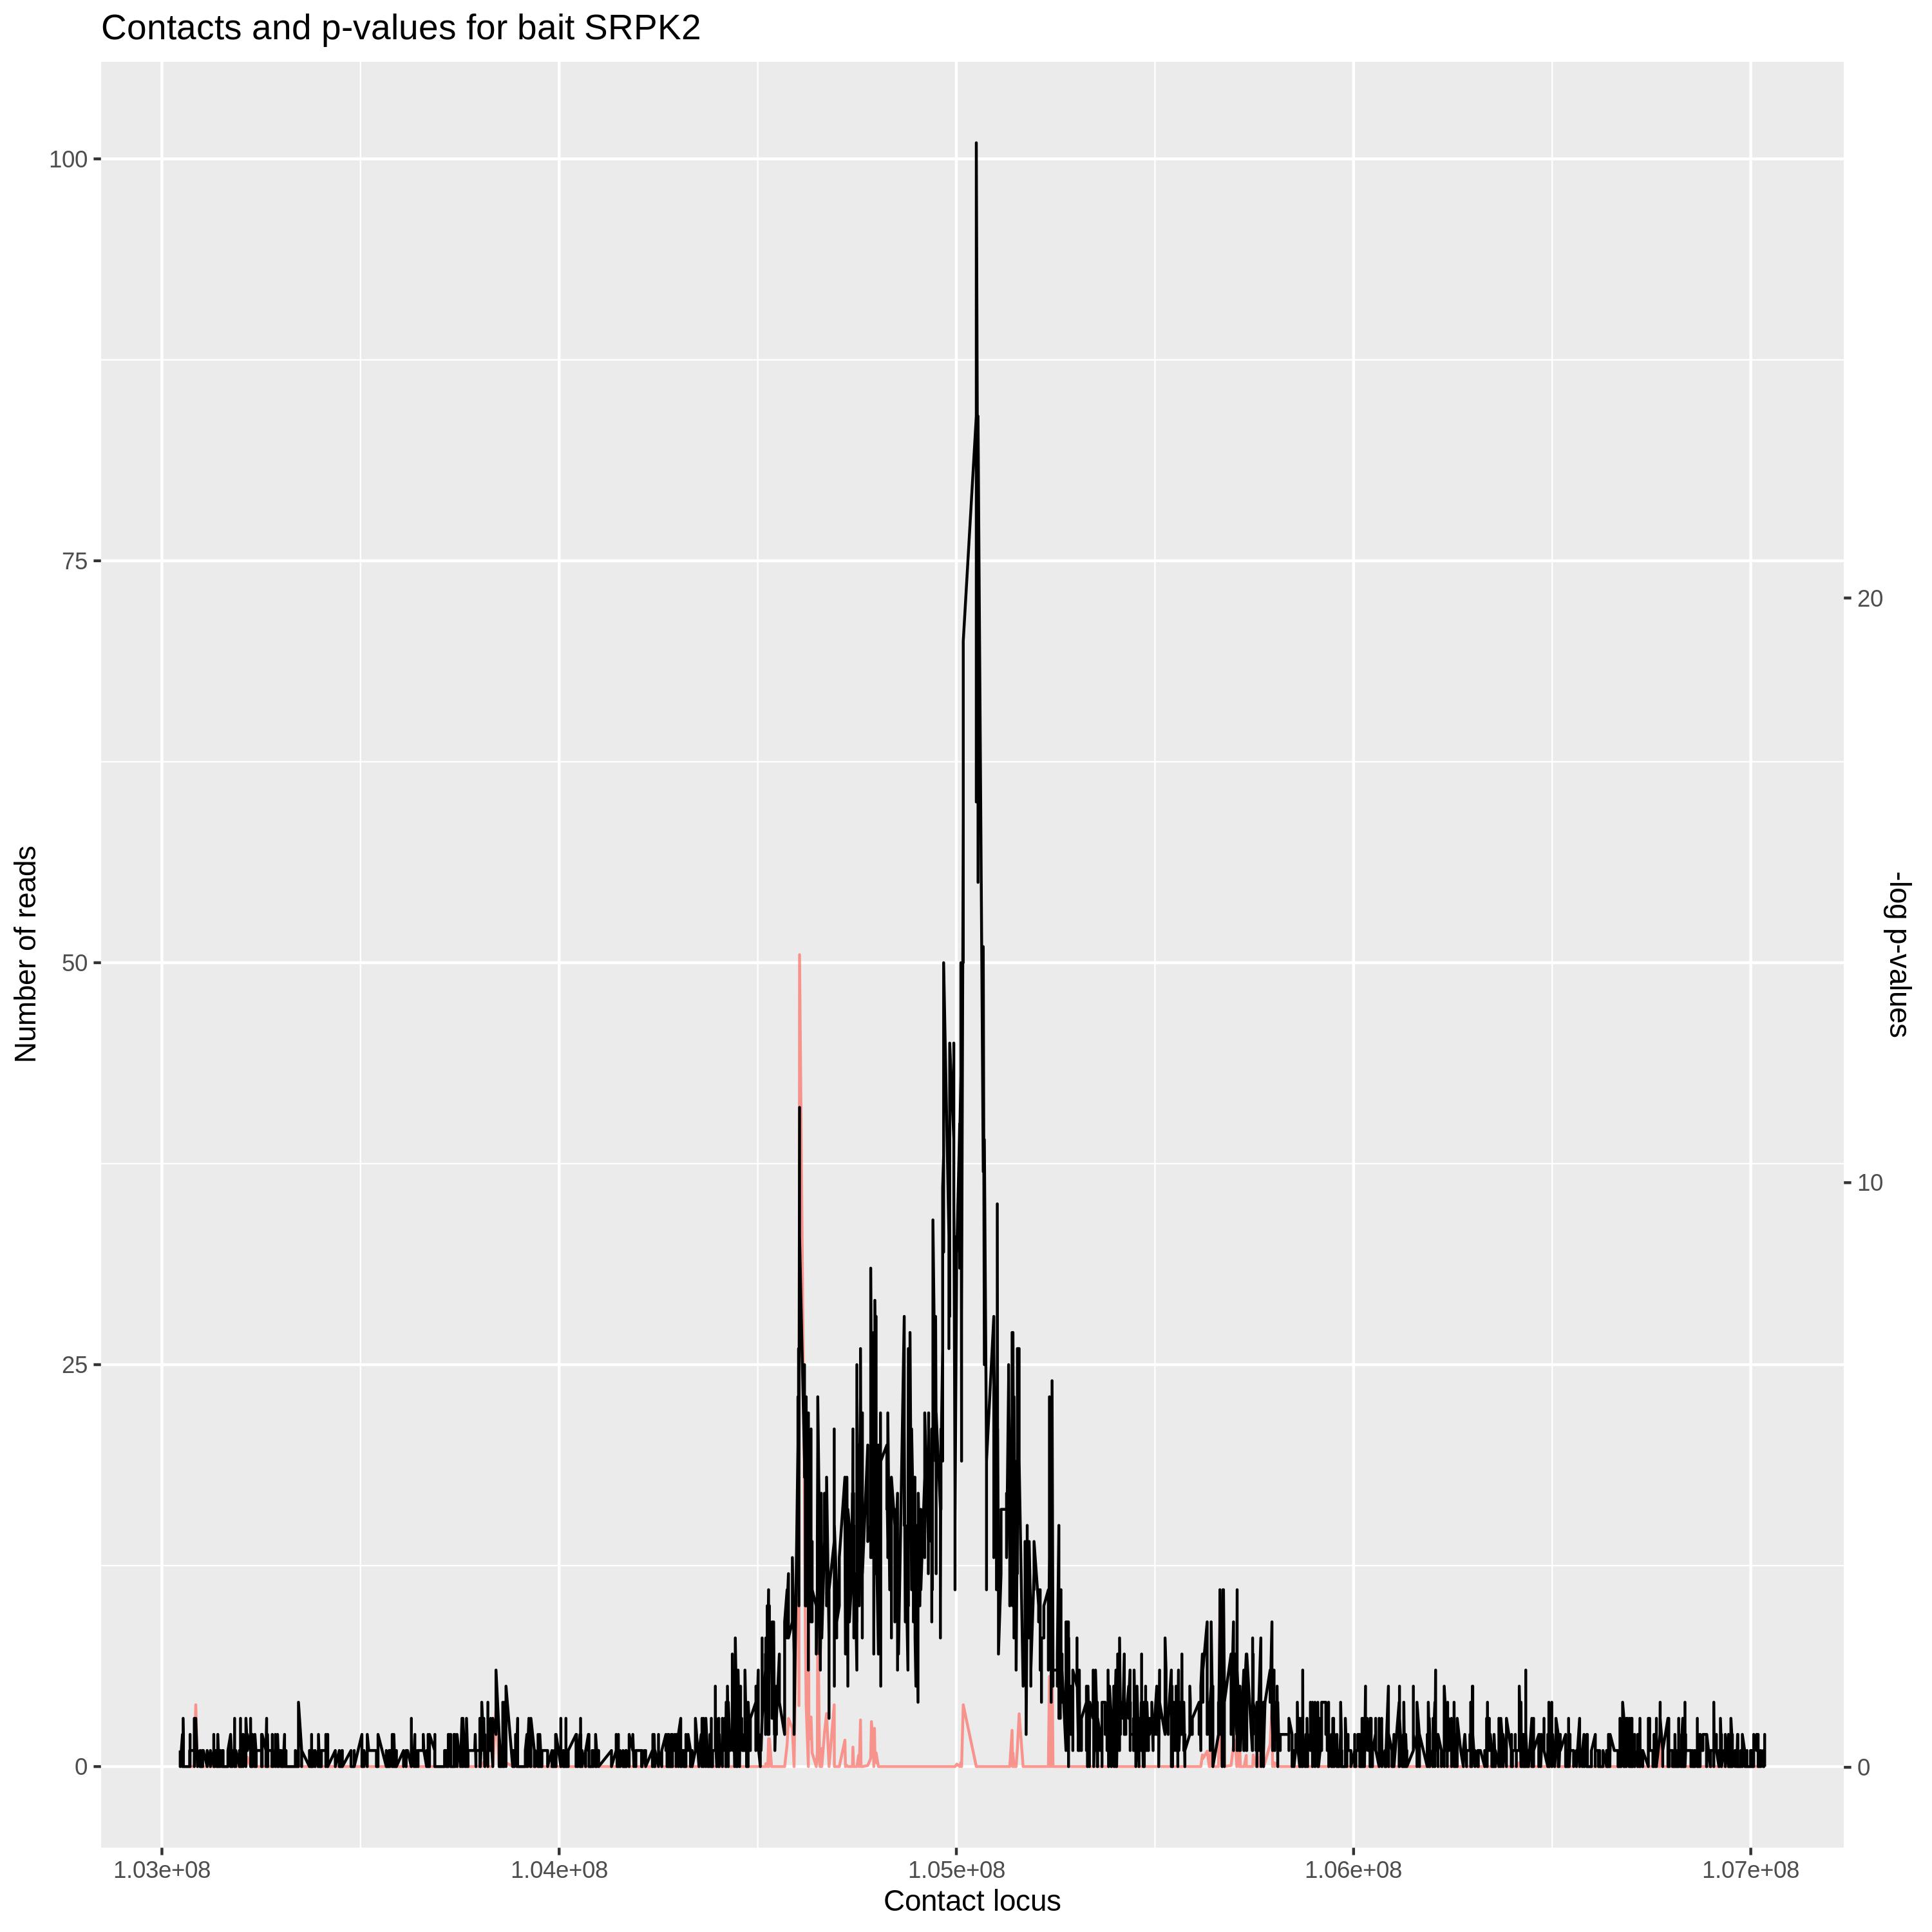 Contacts and p-values for bait SRPK2
100
75
50
25
0
Number of reads
20
10
0
-log p-values
1.03e+08 1.04e+08 1.05e+08 1.06e+08 1.07e+08
Contact locus